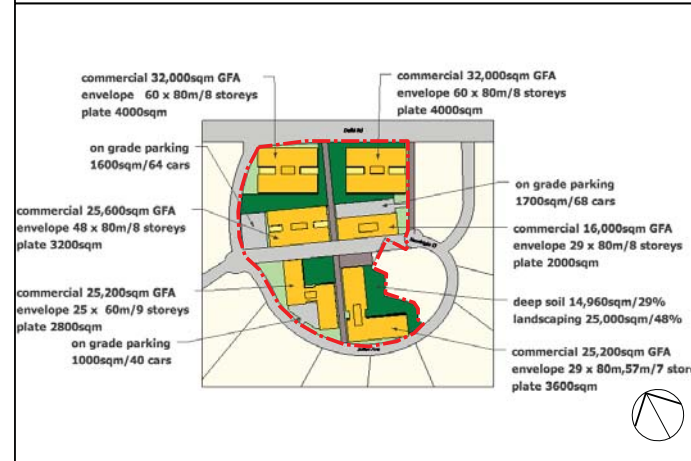 commercial 32,000sqm GFA
envelope 60 x 80m/8 storeys
plate 4000sqm
commercial 32,000sqm GFA
envelope 60 x 80m/8 storeys
plate 4000sqm
Delhi Rd
on grade parking
1600sqm/64 cars
on grade parking
1700sqm/68 cars
commercial 25,600sqm GFA
envelope 48 x 80m/8 storeys
plate 3200sqm
commercial 16,000sqm GFA
envelope 29 x 80m/8 storeys
plate 2000sqm
commercial 25,200sqm GFA
envelope 25 x 60m/9 storeys
plate 2800sqm
deep soil 14,960sqm/29%
landscaping 25,000sqm/48%
on grade parking
1000sqm/40 cars
commercial 25,200sqm GFA
envelope 29 x 80m,57m/7 stor
plate 3600sqm